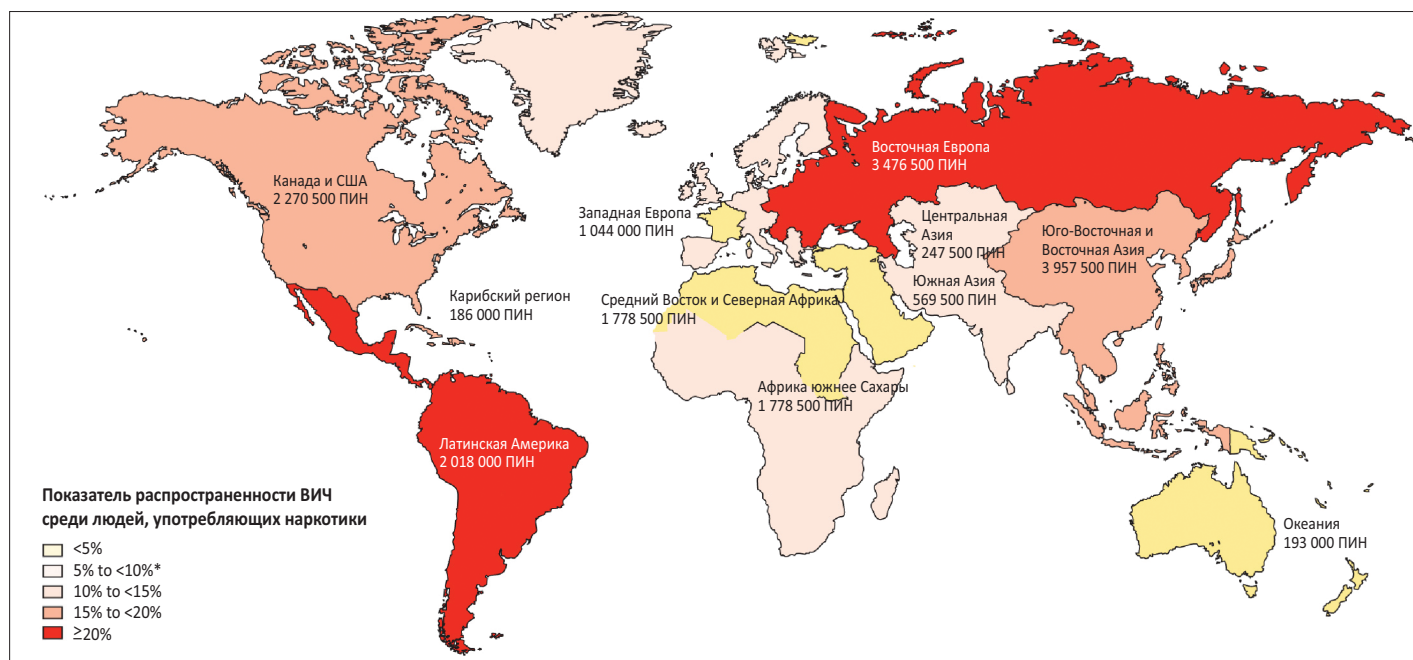 Канада и США
2 270 500 ПИН
Восточная Европа
3 476 500 ПИН
Западная Европа
1 044 000 ПИН
Центральная
Азия
247 500 ПИН
Юго-Восточная и
Восточная Азия
3 957 500 ПИН
Карибский регион
186 000 ПИН
Средний Восток и Северная Африка
1 778 500 ПИН
Южная Азия
569 500 ПИН
Африка южнее Сахары
1 778 500 ПИН
Латинская Америка
2 018 000 ПИН
Океания
193 000 ПИН
Показатель распространенности ВИЧ
среди людей, употребляющих наркотики
<5%
5% to <10%*
10% to <15%
15% to <20%
≥20%